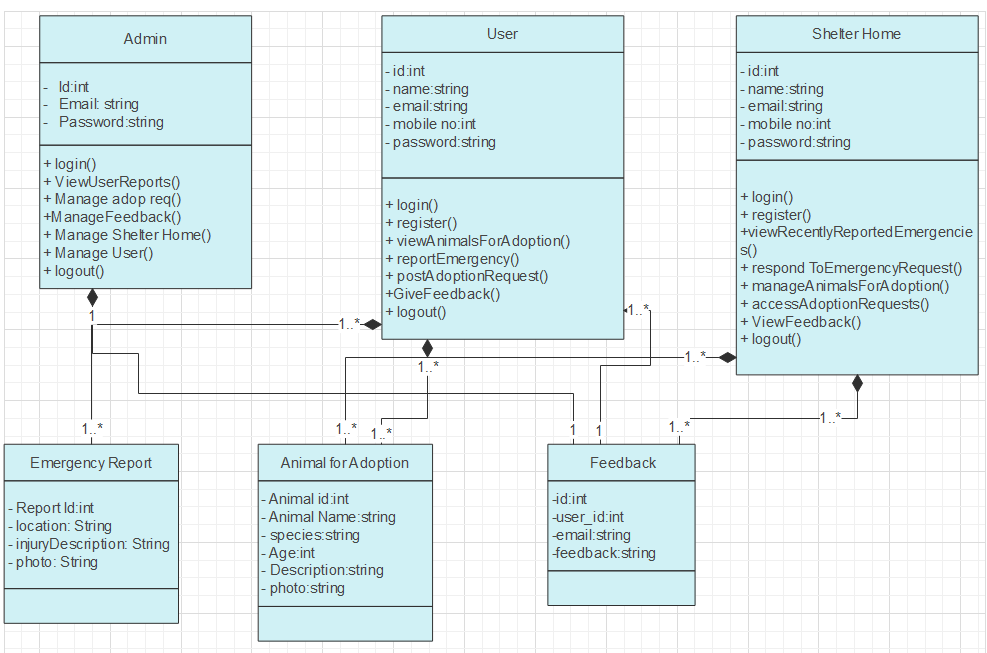 Admin
- Id:int
- Email: string
- Password:string
+ login()
+ ViewUserReports()
+ Manage adop req()
+ManageFeedback()
+ Manage Shelter Home()
+ Manage User()
+ logout()
User
- id:int
- name:string
- email:string
- mobile no:int
- password:string
+ login()
+ register()
+ viewAnimalsForAdoption()
+ reportEmergency()
+ postAdoptionRequest()
+GiveFeedback()
+ logout()
Shelter Home
- id:int
- name:string
- email:string
- mobile no:int
- password:string
+ login()
+ register()
+viewRecentlyReportedEmergencie
s()
+ respond ToEmergencyRequest()
+ manageAnimalsForAdoption()
+ accessAdoptionRequests()
+ ViewFeedback()
+ logout()
1
1..*
1..*
1..*
1..*
1..*
1..*
1..*
1..*
1
1
1..*
Emergency Report
- Report Id:int
- location: String
- injuryDescription: String
- photo: String
Animal for Adoption
- Animal id:int
- Animal Name:string
- species:string
- Age:int
- Description:string
- photo:string
Feedback
-id:int
-user_id:int
-email:string
-feedback:string